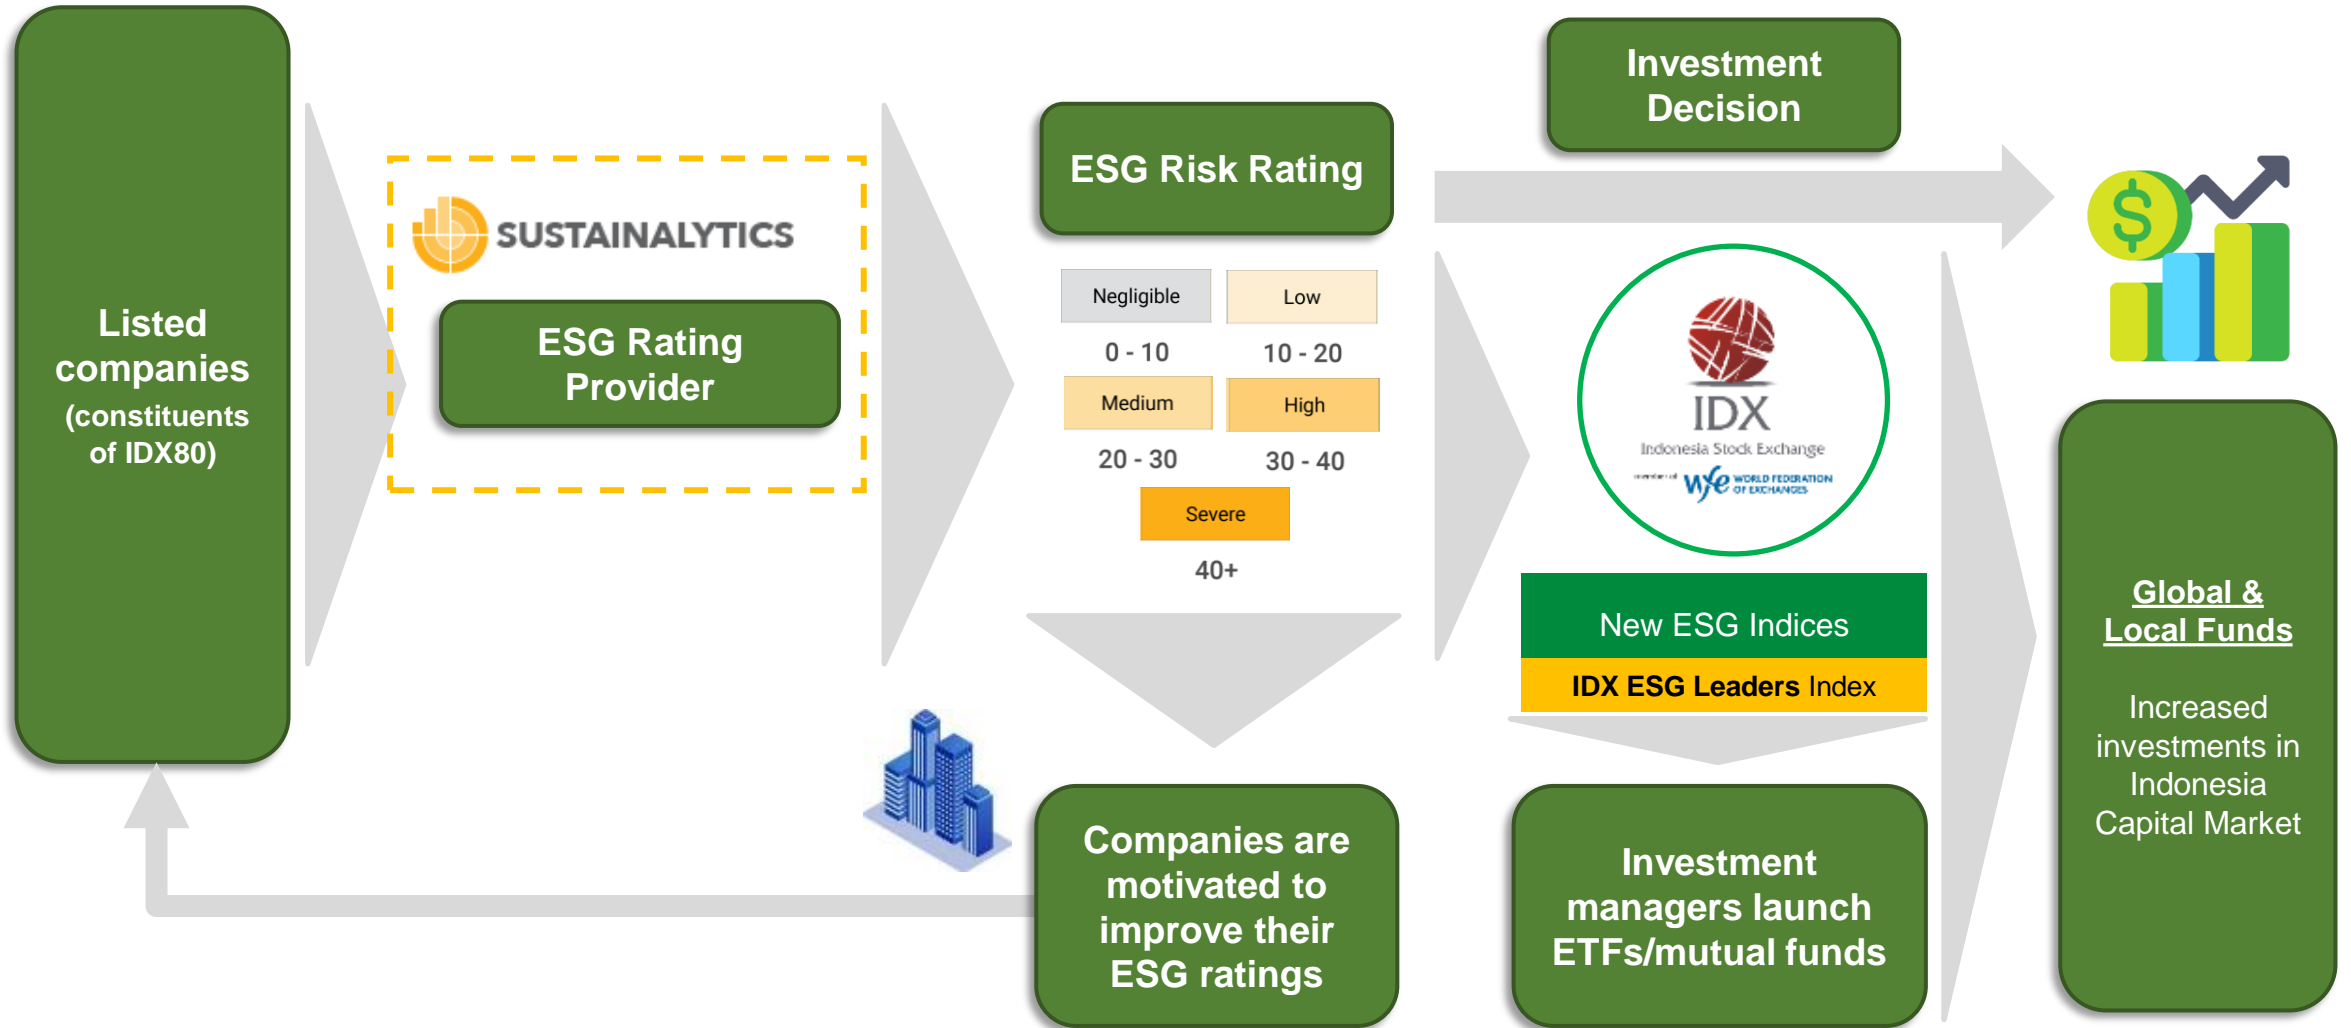 Listed
companies
(constituents
of IDX80)
SUSTAINALYTICS
ESG Rating
Provider
ESG Risk Rating
Negligible
Low
0 - 10
10 - 20
Medium
High
20 - 30
30 - 40
Severe
40+
Companies are
motivated to
improve their
ESG ratings
Investment
Decision
IDX
Indonesia Stock Exchange
member of
wfe WORLD FEDERATION
OF EXCHANGES
New ESG Indices
IDX ESG Leaders Index
Investment
managers launch
ETFs/mutual funds
$
Global &
Local Funds
Increased
investments in
Indonesia
Capital Market